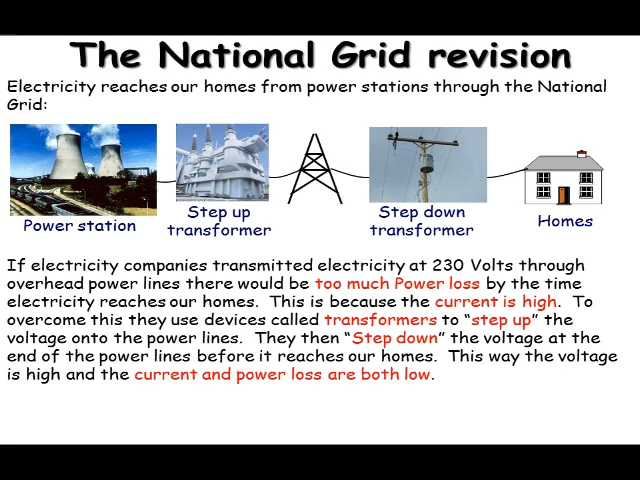 The National Grid revision
Electricity reaches our homes from power stations through the National
Grid:
Power station
Step up
transformer
Step down
transformer
Homes
If electricity companies transmitted electricity at 230 Volts through
overhead power lines there would be too much Power loss by the time
electricity reaches our homes.  This is because the current is high.  To
overcome this they use devices called transformers to “step up” the
voltage onto the power lines.  They then “Step down” the voltage at the
end of the power lines before it reaches our homes.  This way the voltage
is high and the current and power loss are both low.